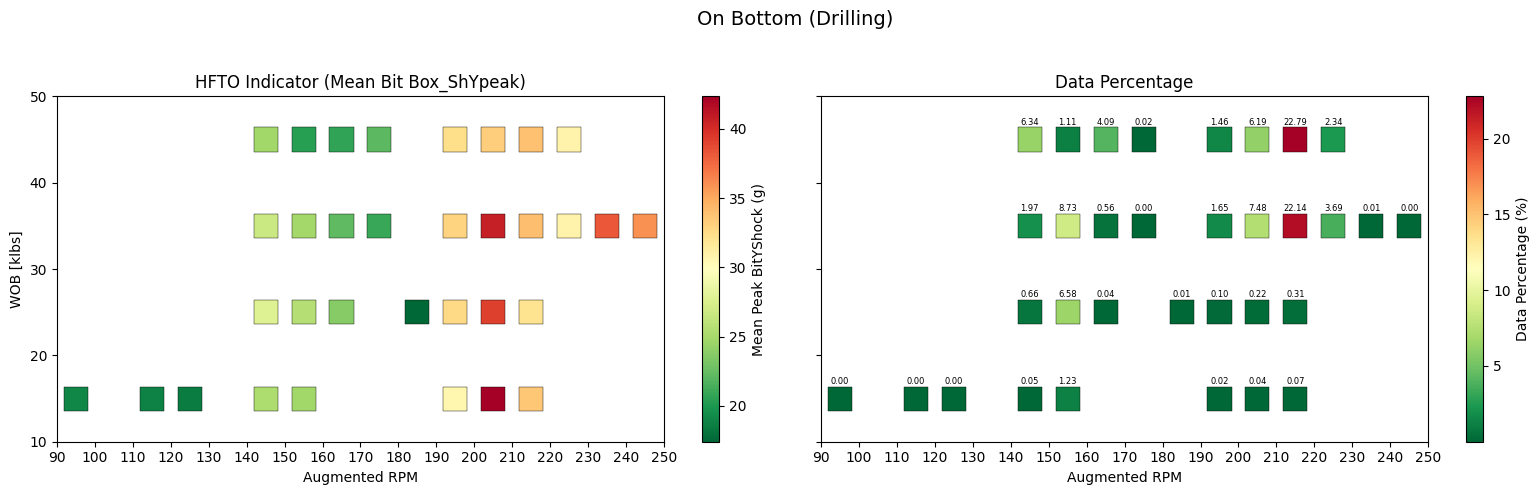 On Bottom (Drilling)
HFTO Indicator (Mean Bit Box_ShYpeak)
50
40
30
20
10
WOB [klbs]
90 100 110 120 130 140 150 160 170 180 190 200 210 220 230 240 250
Augmented RPM
40
35
30
25
20
Mean Peak BitYShock (g)
Data Percentage
6.34 1.11 4.09 0.02 1.46 6.19 22.79 2.34
1.97 8.73 0.56 0.00 1.65 7.48 22.14 3.69 0.01 0.00
0.66 6.58 0.04 0.01 0.10 0.22 0.31
0.00 0.00 0.00 0.05 1.23 0.02 0.04 0.07
90 100 110 120 130 140 150 160 170 180 190 200 210 220 230 240 250
Augmented RPM
20
15
10
5
Data Percentage (%)